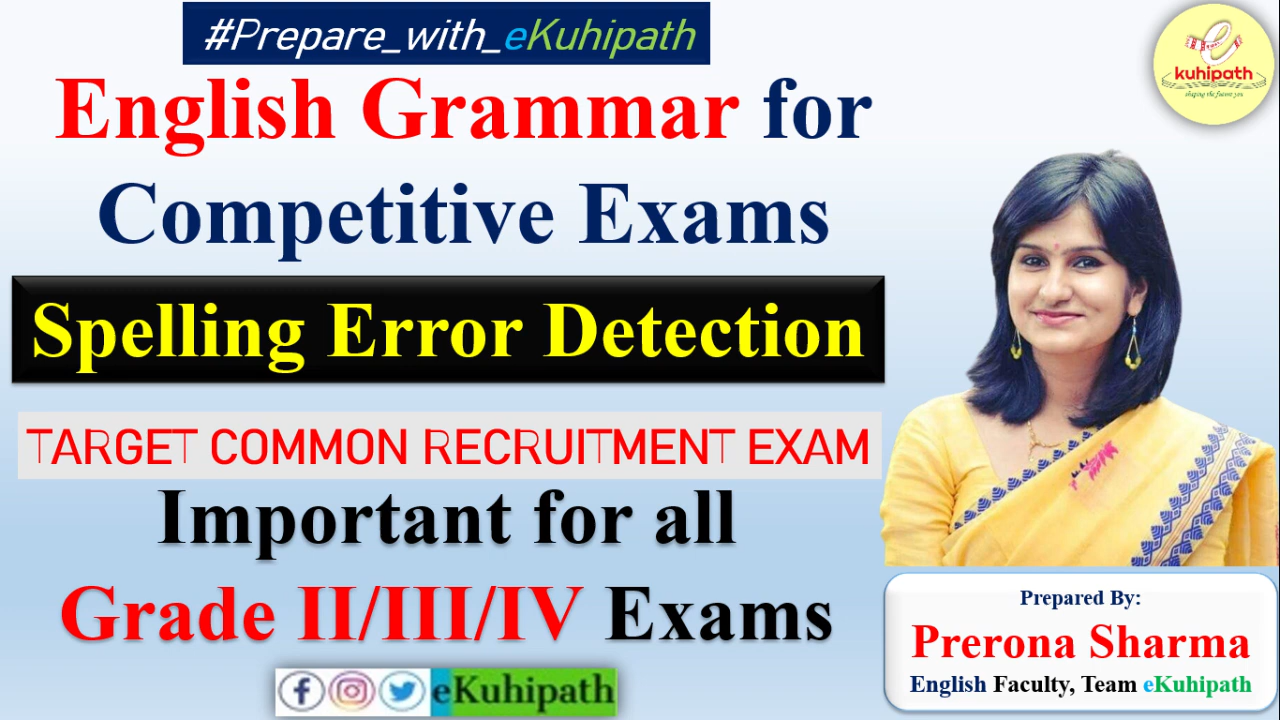 #Prepare_with_eKuhipath
English Grammar for
Competitive Exams
Spelling Error Detection
TARGET COMMON RECRUITMENT EXAM
Important for all
Grade II/III/IV Exams
eKuhipath
e
kuhipath
Prepared By:
Prerona Sharma
English Faculty, Team eKuhipath